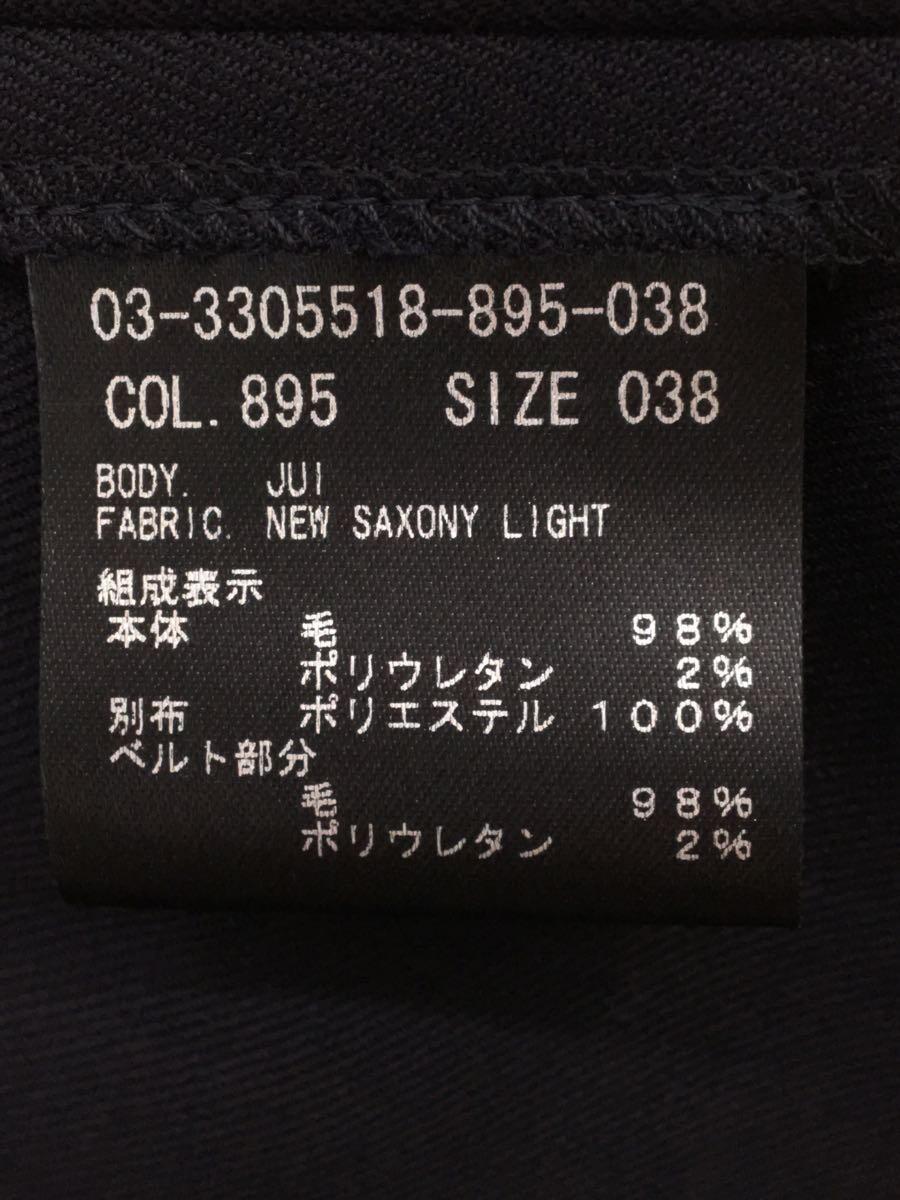 03-3305518-895-038
COL. 895 SIZE 038
BODY. JUI
FABRIC. NEW SAXONY LIGHT
組成表示
本体 毛 98%
ポリウレタン 2%
別布 ポリエステル 100%
ベルト部分
毛 98%
ポリウレタン 2%